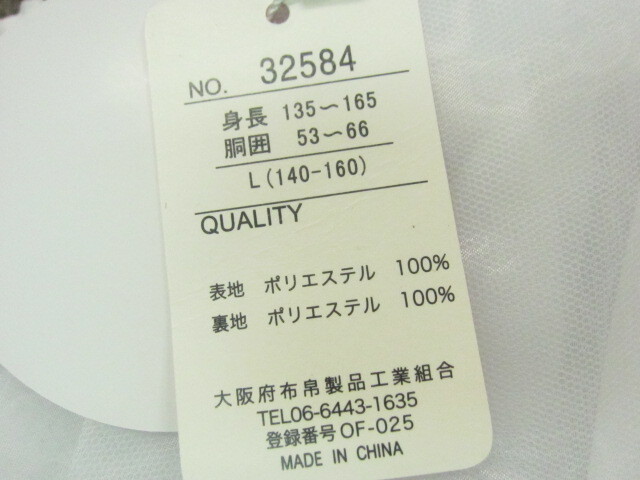 NO. 32584
身長 135～165
胴囲 53～66
L(140-160)
QUALITY
表地 ポリエステル 100%
裏地 ポリエステル 100%
大阪府布帛製品工業組合
TEL06-6443-1635
登録番号OF-025
MADE IN CHINA